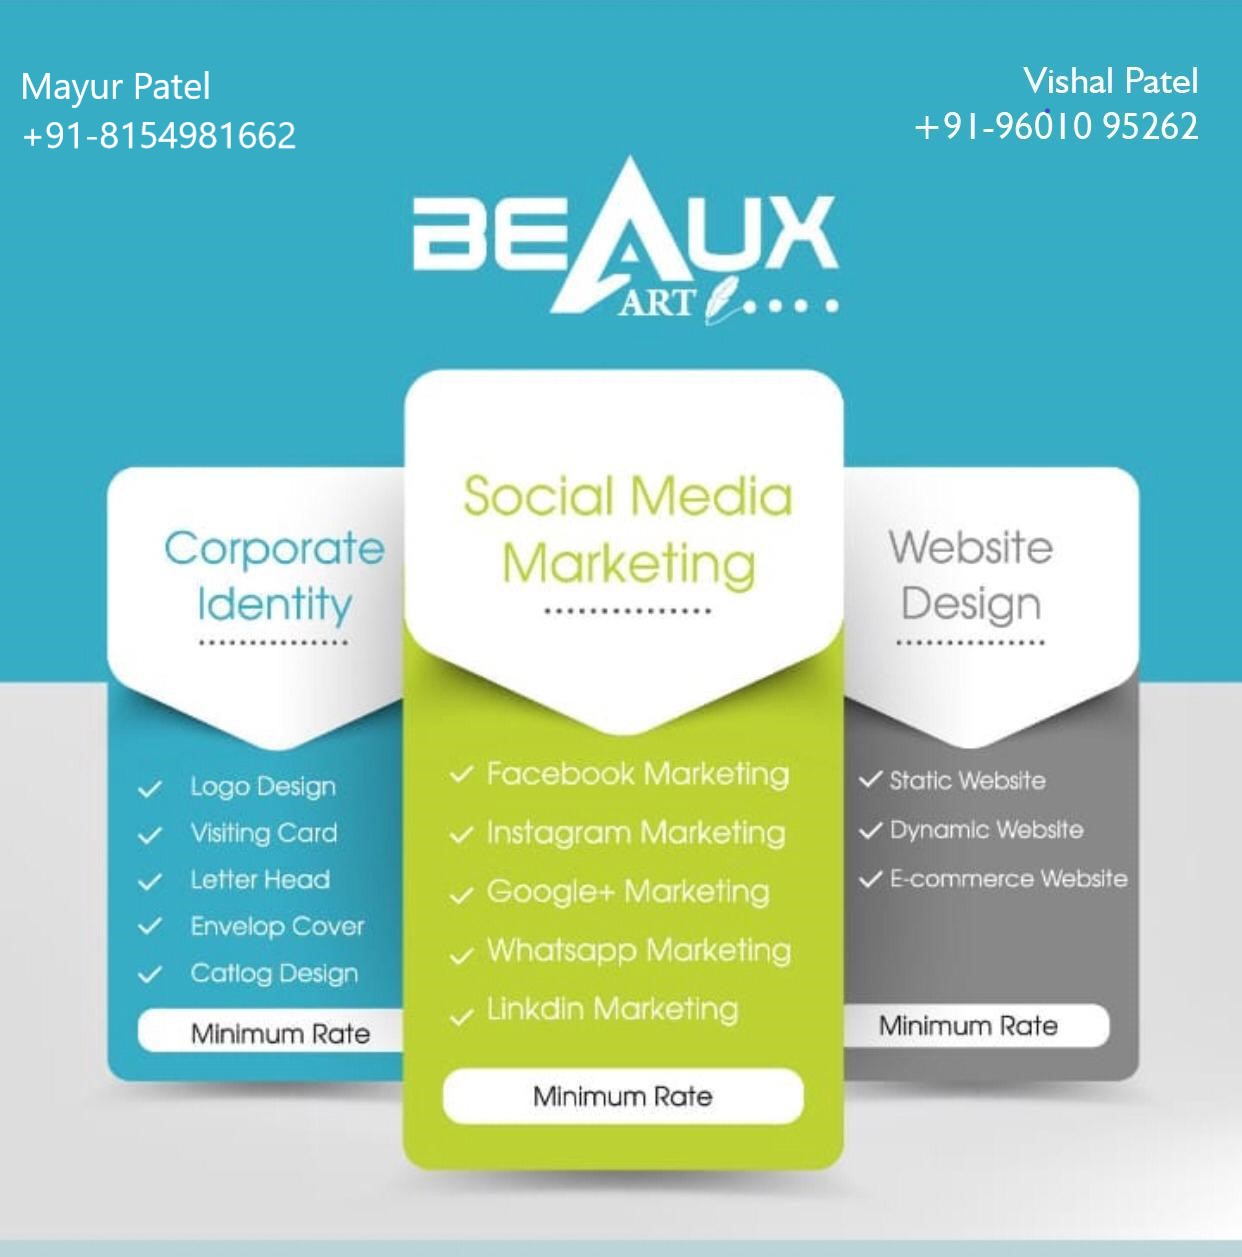 Mayur Patel
+91-8154981662
Vishal Patel
+91-96010 95262
BEAUX
ART
Corporate
Identity
Logo Design
Visiting Card
Letter Head
Envelop Cover
Catlog Design
Minimum Rate
Social Media
Marketing
Facebook Marketing
Instagram Marketing
Google+ Marketing
Whatsapp Marketing
Linkdin Marketing
Minimum Rate
Website
Design
Static Website
Dynamic Website
E-commerce Website
Minimum Rate